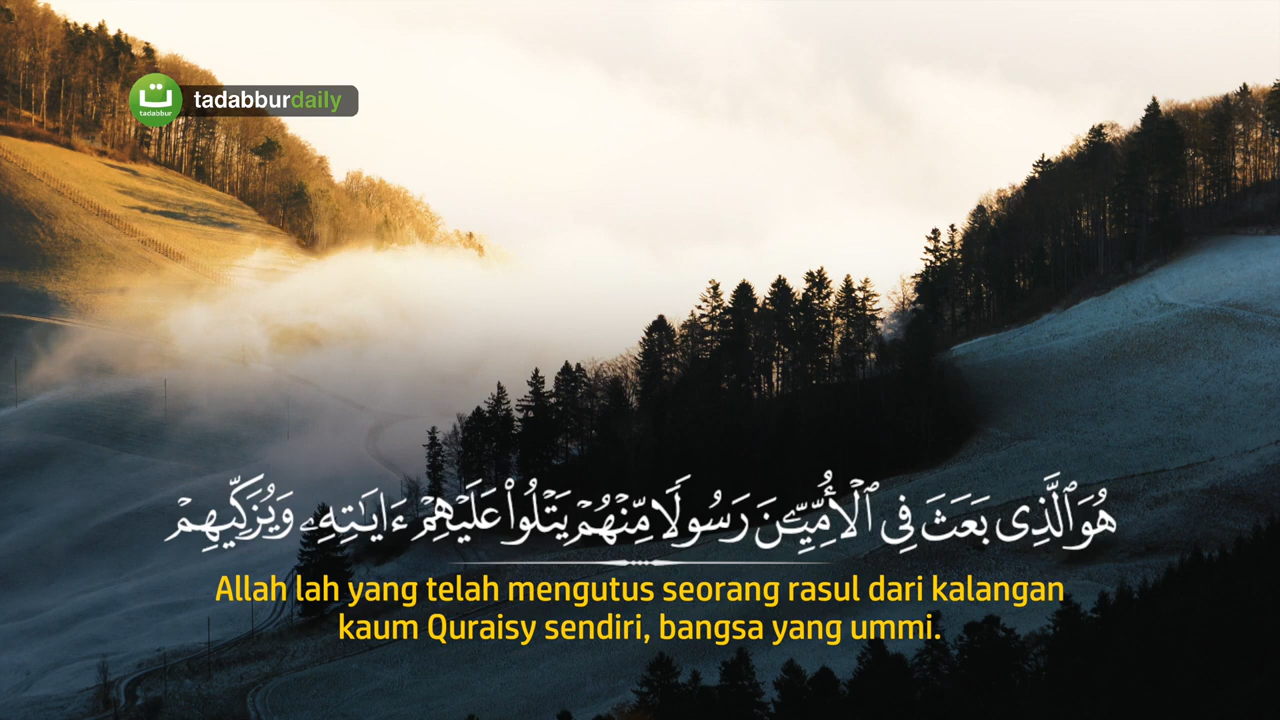 ت
tadabbur
tadabburdaily
هُوَ ٱلَّذِى بَعَثَ فِى ٱلْأُمِّيِّـۧنَ رَسُولًا مِّنْهُمْ يَتْلُوا۟ عَلَيْهِمْ ءَايَـٰتِهِۦ وَيُزَكِّيهِمْ
Allah lah yang telah mengutus seorang rasul dari kalangan
kaum Quraisy sendiri, bangsa yang ummi.